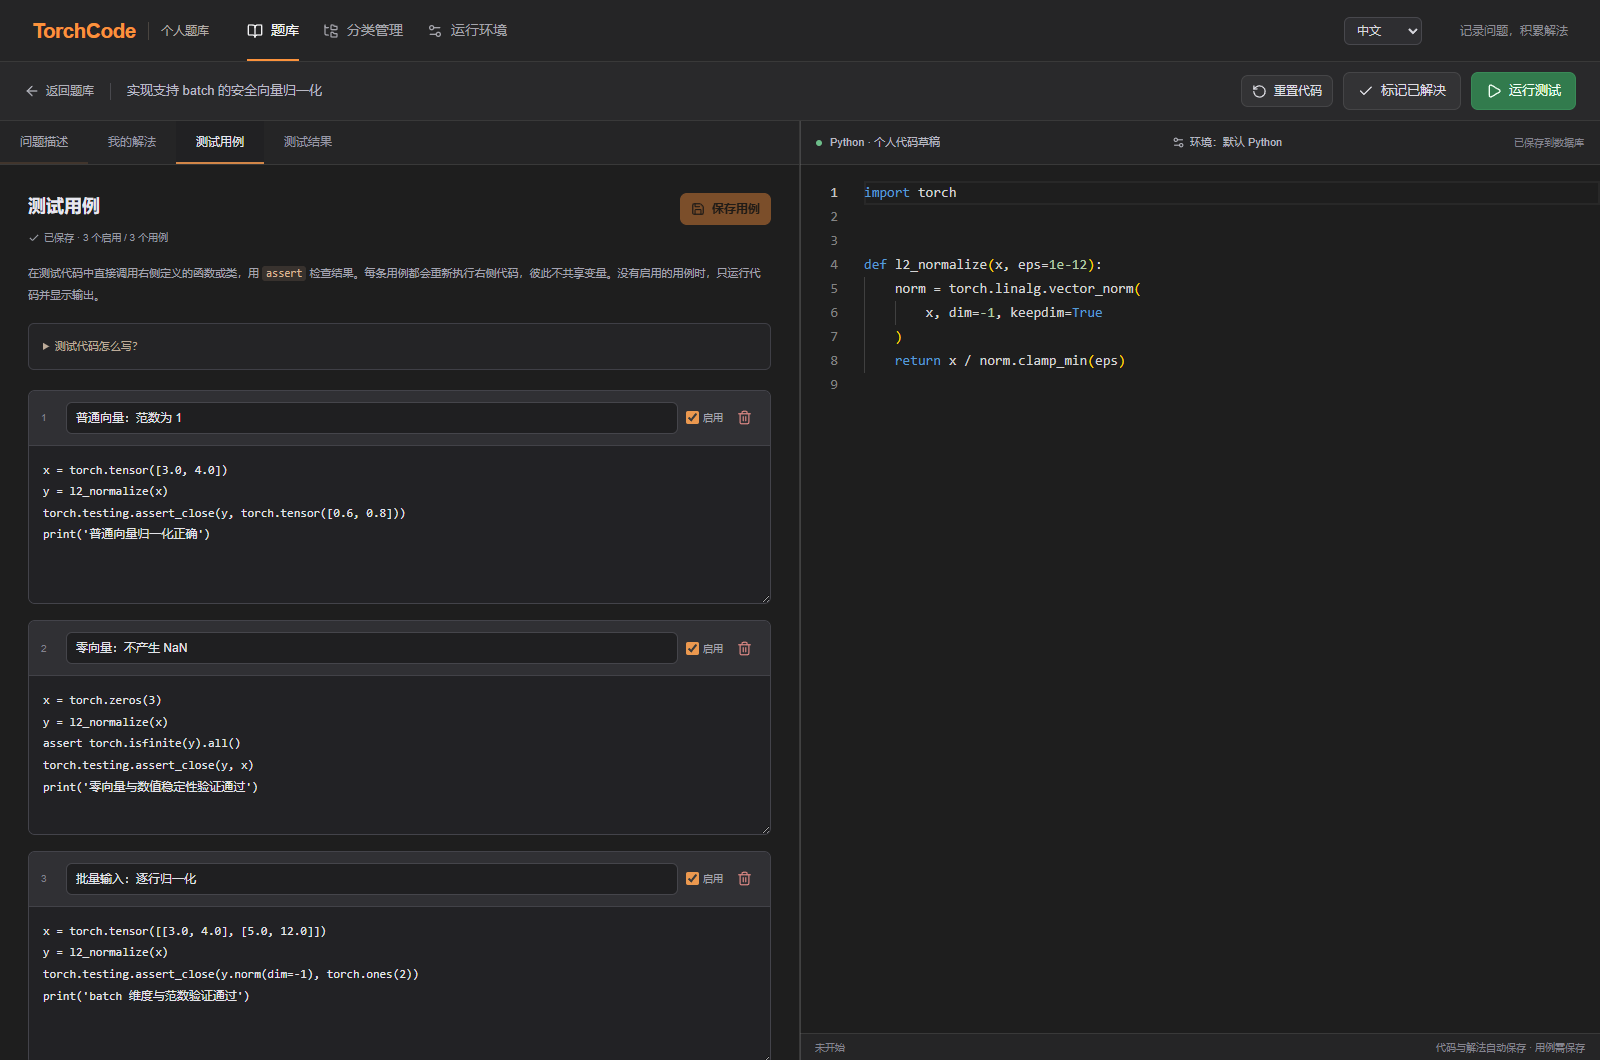 TorchCode
个人题库
题库
分类管理
运行环境
中文
记录问题，积累解法
返回题库
实现支持 batch 的安全向量归一化
重置代码
标记已解决
运行测试
问题描述
我的解法
测试用例
测试结果
测试用例
保存用例
已保存 · 3 个启用 / 3 个用例
在测试代码中直接调用右侧定义的函数或类，用 assert 检查结果。每条用例都会重新执行右侧代码，彼此不共享变量。没有启用的用例时，只运行代
码并显示输出。
测试代码怎么写？
1
普通向量：范数为 1
启用
x = torch.tensor([3.0, 4.0])
y = l2_normalize(x)
torch.testing.assert_close(y, torch.tensor([0.6, 0.8]))
print('普通向量归一化正确')
2
零向量：不产生 NaN
启用
x = torch.zeros(3)
y = l2_normalize(x)
assert torch.isfinite(y).all()
torch.testing.assert_close(y, x)
print('零向量与数值稳定性验证通过')
3
批量输入：逐行归一化
启用
x = torch.tensor([[3.0, 4.0], [5.0, 12.0]])
y = l2_normalize(x)
torch.testing.assert_close(y.norm(dim=-1), torch.ones(2))
print('batch 维度与范数验证通过')
Python · 个人代码草稿
环境：默认 Python
已保存到数据库
1 import torch
2
3
4 def l2_normalize(x, eps=1e-12):
5     norm = torch.linalg.vector_norm(
6         x, dim=-1, keepdim=True
7     )
8     return x / norm.clamp_min(eps)
9
未开始
代码与解法自动保存 · 用例需保存